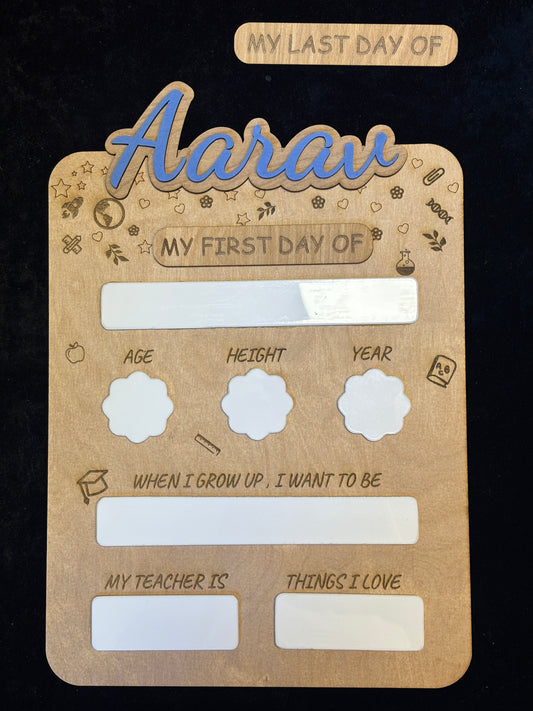 MY LAST DAY OF
Aarav
MY FIRST DAY OF
AGE HEIGHT YEAR
WHEN I GROW UP, I WANT TO BE
MY TEACHER IS THINGS I LOVE